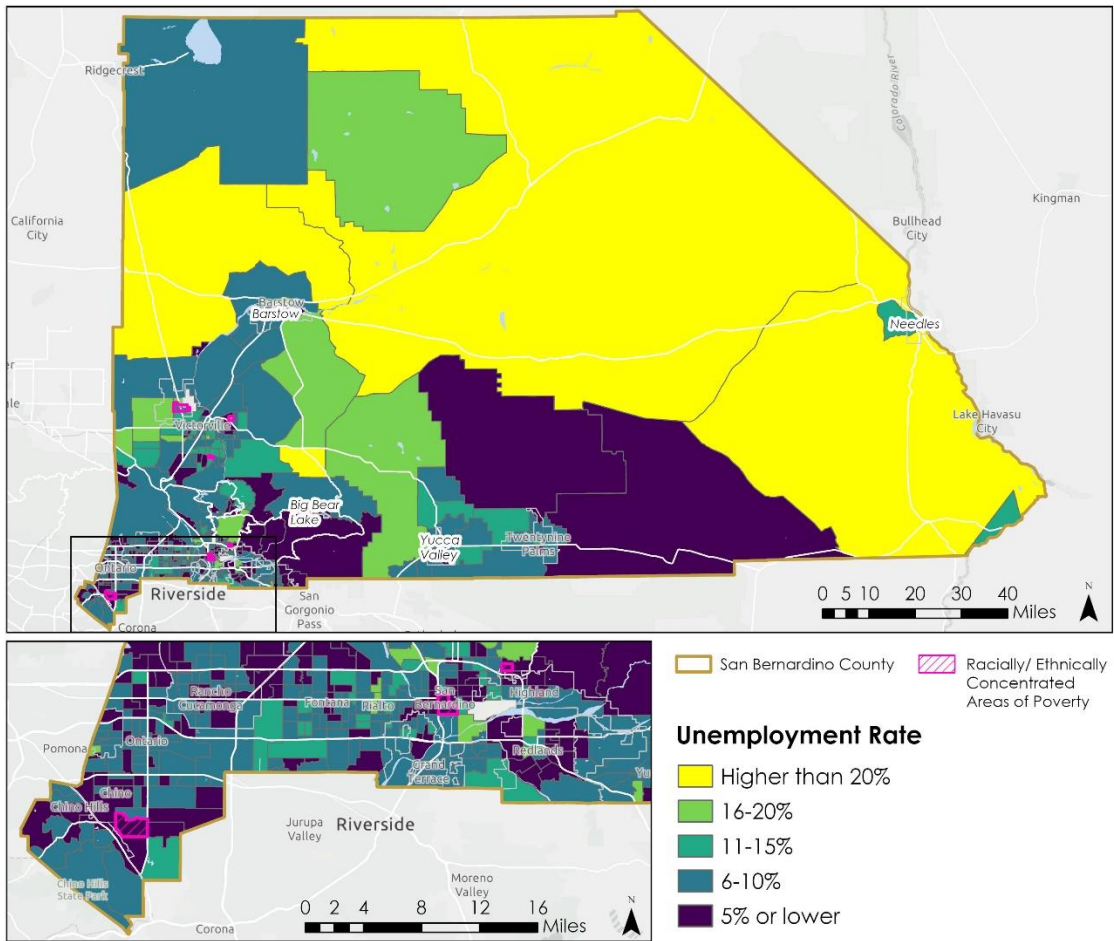 Ridgecrest
Colorado River
California
City
Bullhead
City
Kingman
Barstow
Barstow
Needles
Lake Havasu
City
Victorville
Big Bear
Lake
Yucca
Valley
Twentynine
Palms
Ontario
Riverside
San
Gorgonio
Pass
Corona
0 5 10 20 30 40
Miles
N
Rancho
Cucamonga
Fontana
Rialto
San
Bernardino
Highland
Pomona
Ontario
Redlands
Grand
Terrace
Yu
Chino
Chino Hills
Jurupa
Valley
Riverside
Moreno
Valley
Chino Hills
State Park
Corona
0 2 4 8 12 16
Miles
N
San Bernardino County
Racially/ Ethnically
Concentrated
Areas of Poverty
Unemployment Rate
Higher than 20%
16-20%
11-15%
6-10%
5% or lower